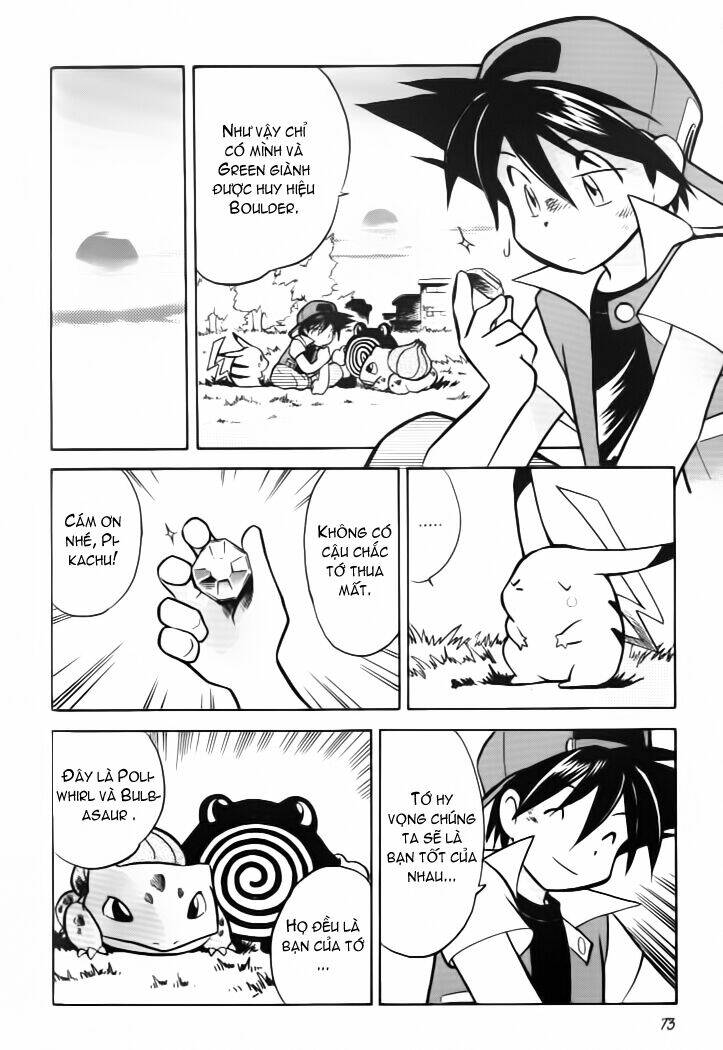 Như vậy chỉ
có mình và
Green giành
được huy hiệu
Boulder.
Cám ơn
nhé, Pi-
kachu!
Không có
cậu chắc
tớ thua
mất.
.....
Đây là Poli-
whirl và Bulb-
asaur .
Họ đều là
bạn của tớ
...
Tớ hy
vọng chúng
ta sẽ là
bạn tốt của
nhau...
73